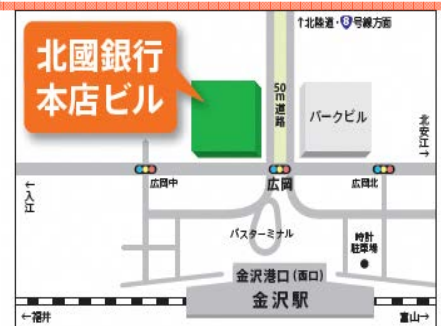 ↑北陸道・8号線方面
北國銀行
本店ビル
50m道路
パークビル
北安江→
←入江
広岡中
広岡
広岡北
バスターミナル
時計
駐車場
金沢港口(西口)
金沢駅
←福井
富山→